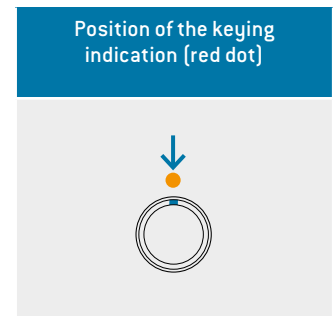 Position of the keying
indication (red dot)